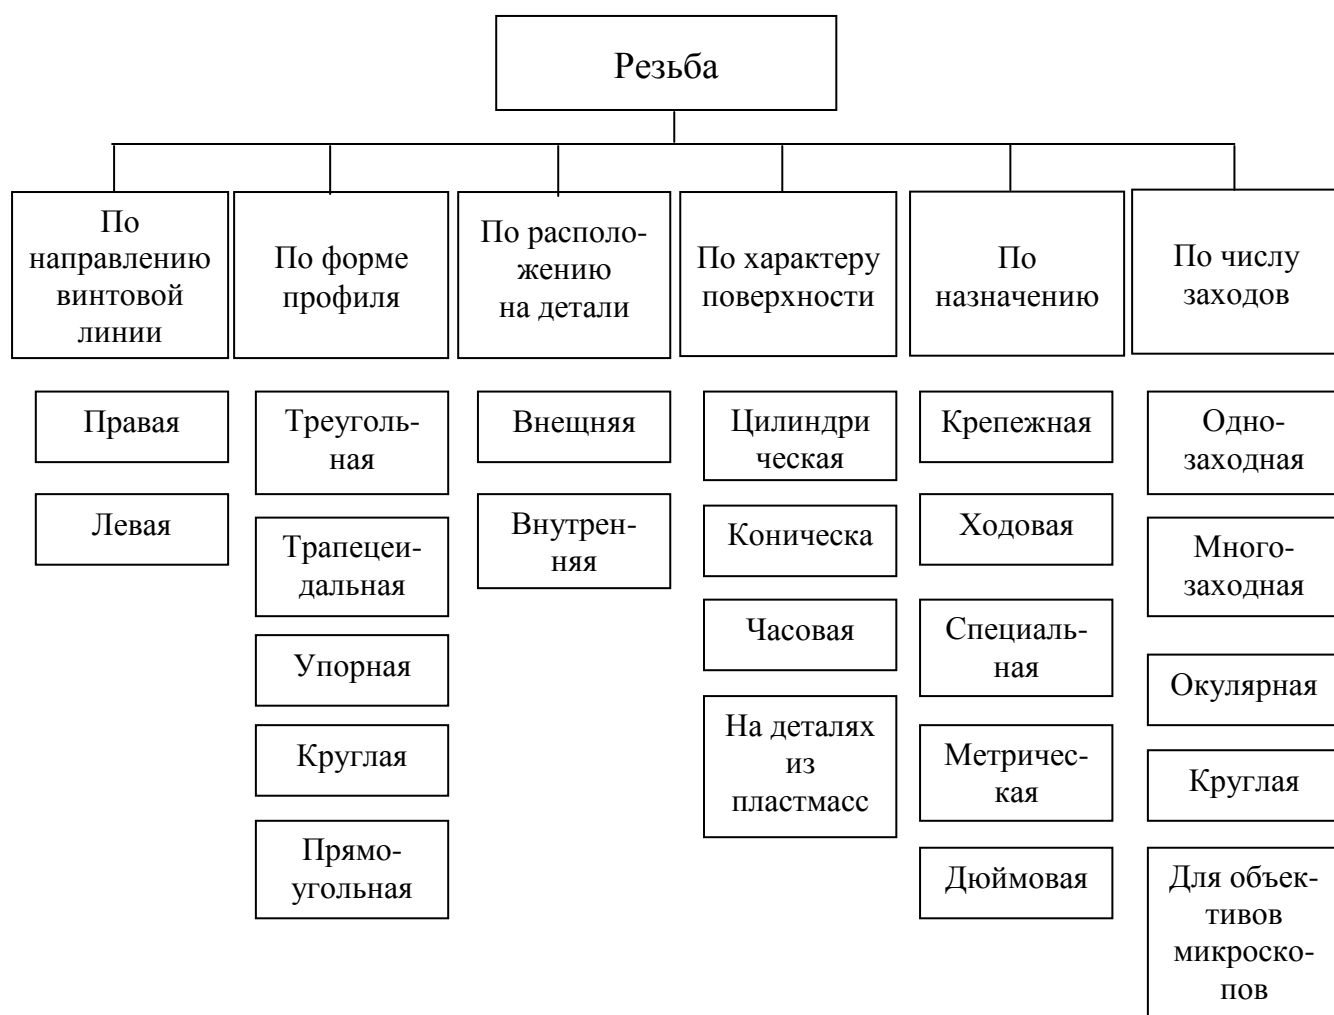 Резьба
По
направлению
винтовой
линии
По форме
профиля
По располо-
жению
на детали
По характеру
поверхности
По
назначению
По числу
заходов
Правая
Левая
Треуголь-
ная
Трапецеи-
дальная
Упорная
Круглая
Прямо-
угольная
Внещняя
Внутрен-
няя
Цилиндри
ческая
Коническа
Часовая
На деталях
из
пластмасс
Крепежная
Ходовая
Специаль-
ная
Метричес-
кая
Дюймовая
Одно-
заходная
Много-
заходная
Окулярная
Круглая
Для объек-
тивов
микроско-
пов